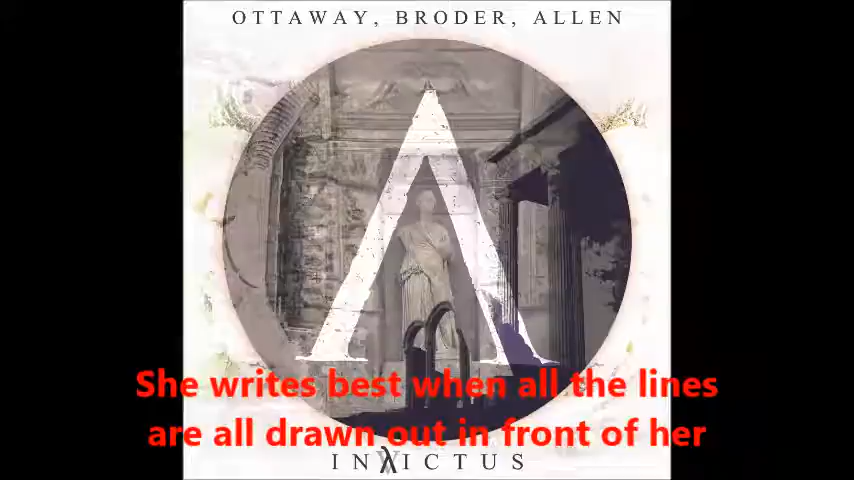 OTTAWAY, BRODER, ALLEN
Λ
She writes best when all the lines
are all drawn out in front of her
INVICTUS